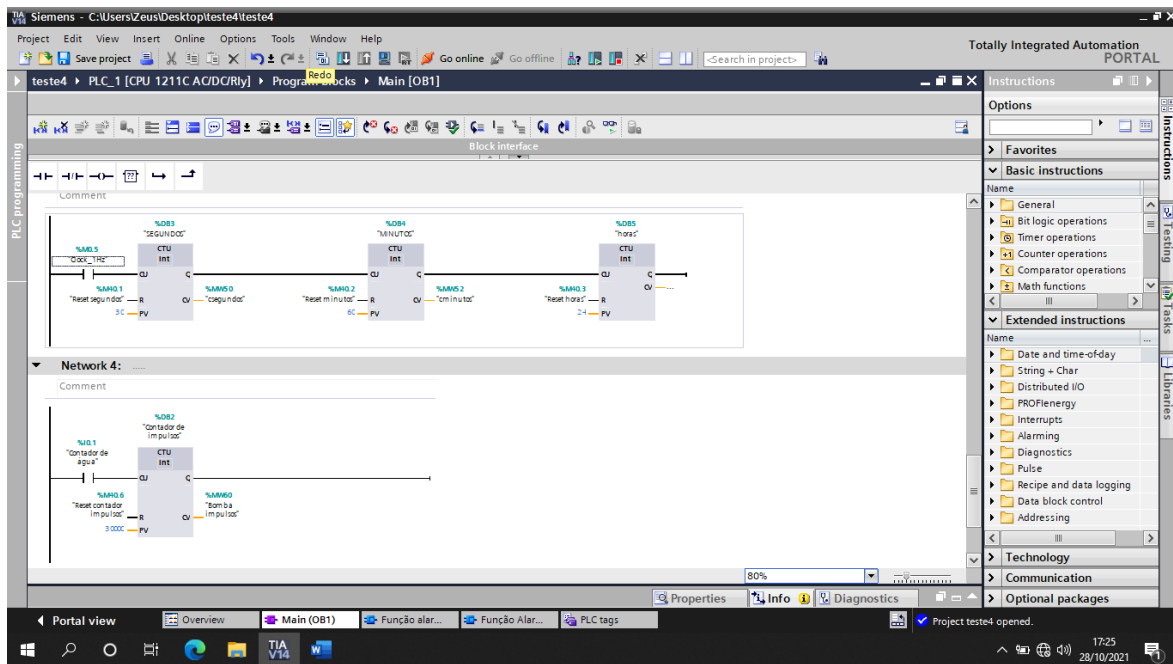 Siemens - C:\Users\Zeus\Desktop\teste4\teste4
Project Edit View Insert Online Options Tools Window Help
Totally Integrated Automation
PORTAL
Save project Go online Go offline <Search in project>
Redo
teste4 PLC_1 [CPU 1211C AC/DC/Rly] Program blocks Main [OB1]
Instructions
Options
Block interface
PLC programming
Favorites
Basic instructions
Name
General
Bit logic operations
Timer operations
Counter operations
Comparator operations
Math functions
Extended instructions
Name ...
Date and time-of-day
String + Char
Distributed I/O
PROFIenergy
Interrupts
Alarming
Diagnostics
Pulse
Recipe and data logging
Data block control
Addressing
Technology
Communication
Optional packages
Instructions
Testing
Tasks
Libraries
Comment
%DB3
"SEGUNDOS"
CTU
Int
%M0.5
"Clock_1Hz"
CU Q
%M40.1
"Reset segundos" R CV %MW50 "csegundos"
PV
%DB4
"MINUTOS"
CTU
Int
CU Q
%M40.2
"Reset minutos" R CV %MW52 "cminutos"
PV
%DB5
"horas"
CTU
Int
CU Q
%M40.3
"Reset horas" R CV ...
PV
Network 4: .....
Comment
%DB2
"Contador de
impulsos"
%I0.1
"Contador de
agua"
CTU
Int
CU Q
%M40.6
"Reset contador
impulsos" R CV
%MW60
"Bomba
impulsos"
PV
80%
Properties Info Diagnostics
Portal view Overview Main (OB1) Função alar... Função Alar... PLC tags Project teste4 opened.
TIA
V14
17:25
28/10/2021